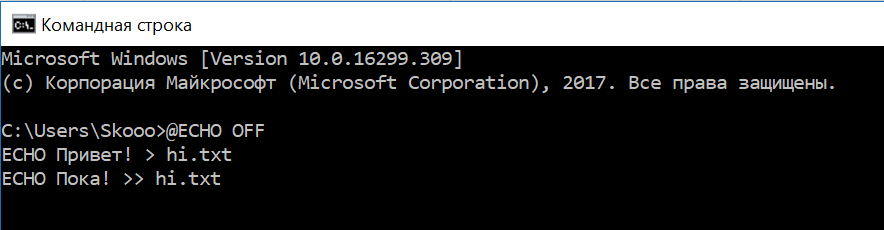 Командная строка
Microsoft Windows [Version 10.0.16299.309]
(c) Корпорация Майкрософт (Microsoft Corporation), 2017. Все права защищены.
C:\Users\Skooo>@ECHO OFF
ECHO Привет! > hi.txt
ECHO Пока! >> hi.txt